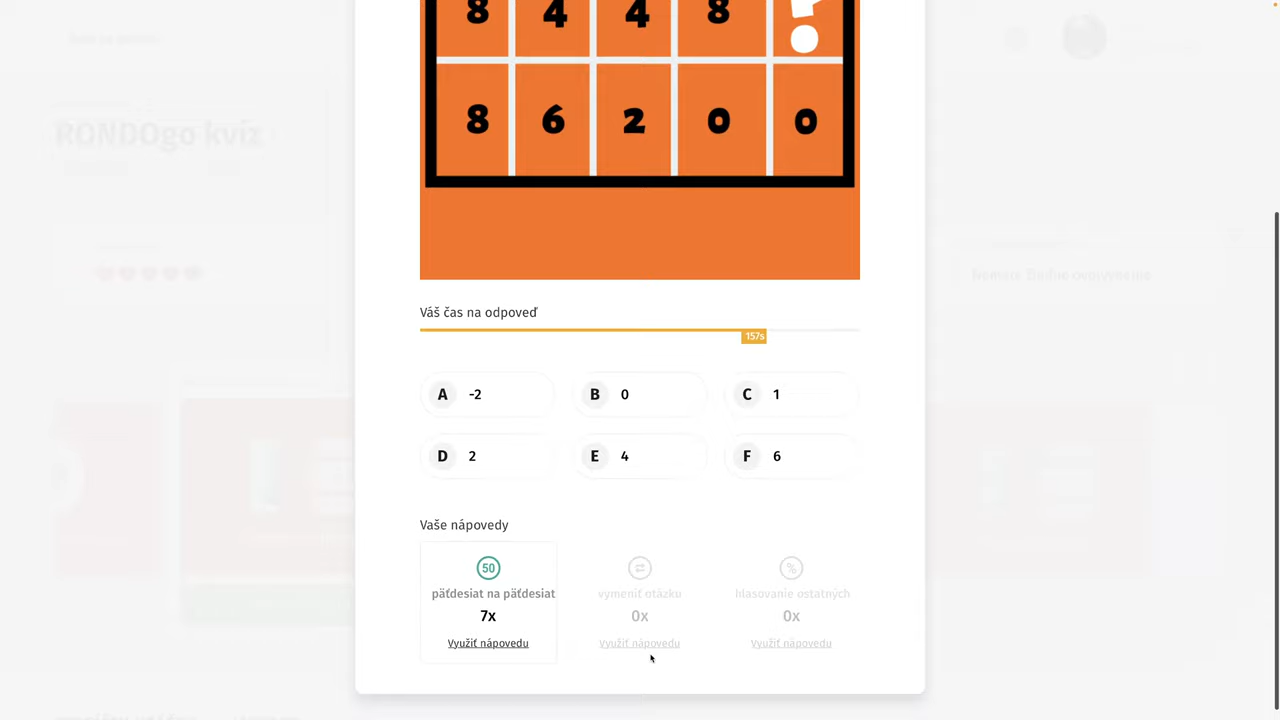 8 4 4 8 ?
8 6 2 0 0
RONDOgo kvíz
Váš čas na odpoveď
157s
A -2
B 0
C 1
D 2
E 4
F 6
Vaše nápovedy
50
päťdesiat na päťdesiat
7x
Využiť nápovedu
vymeniť otázku
0x
Využiť nápovedu
%
hlasovanie ostatných
0x
Využiť nápovedu